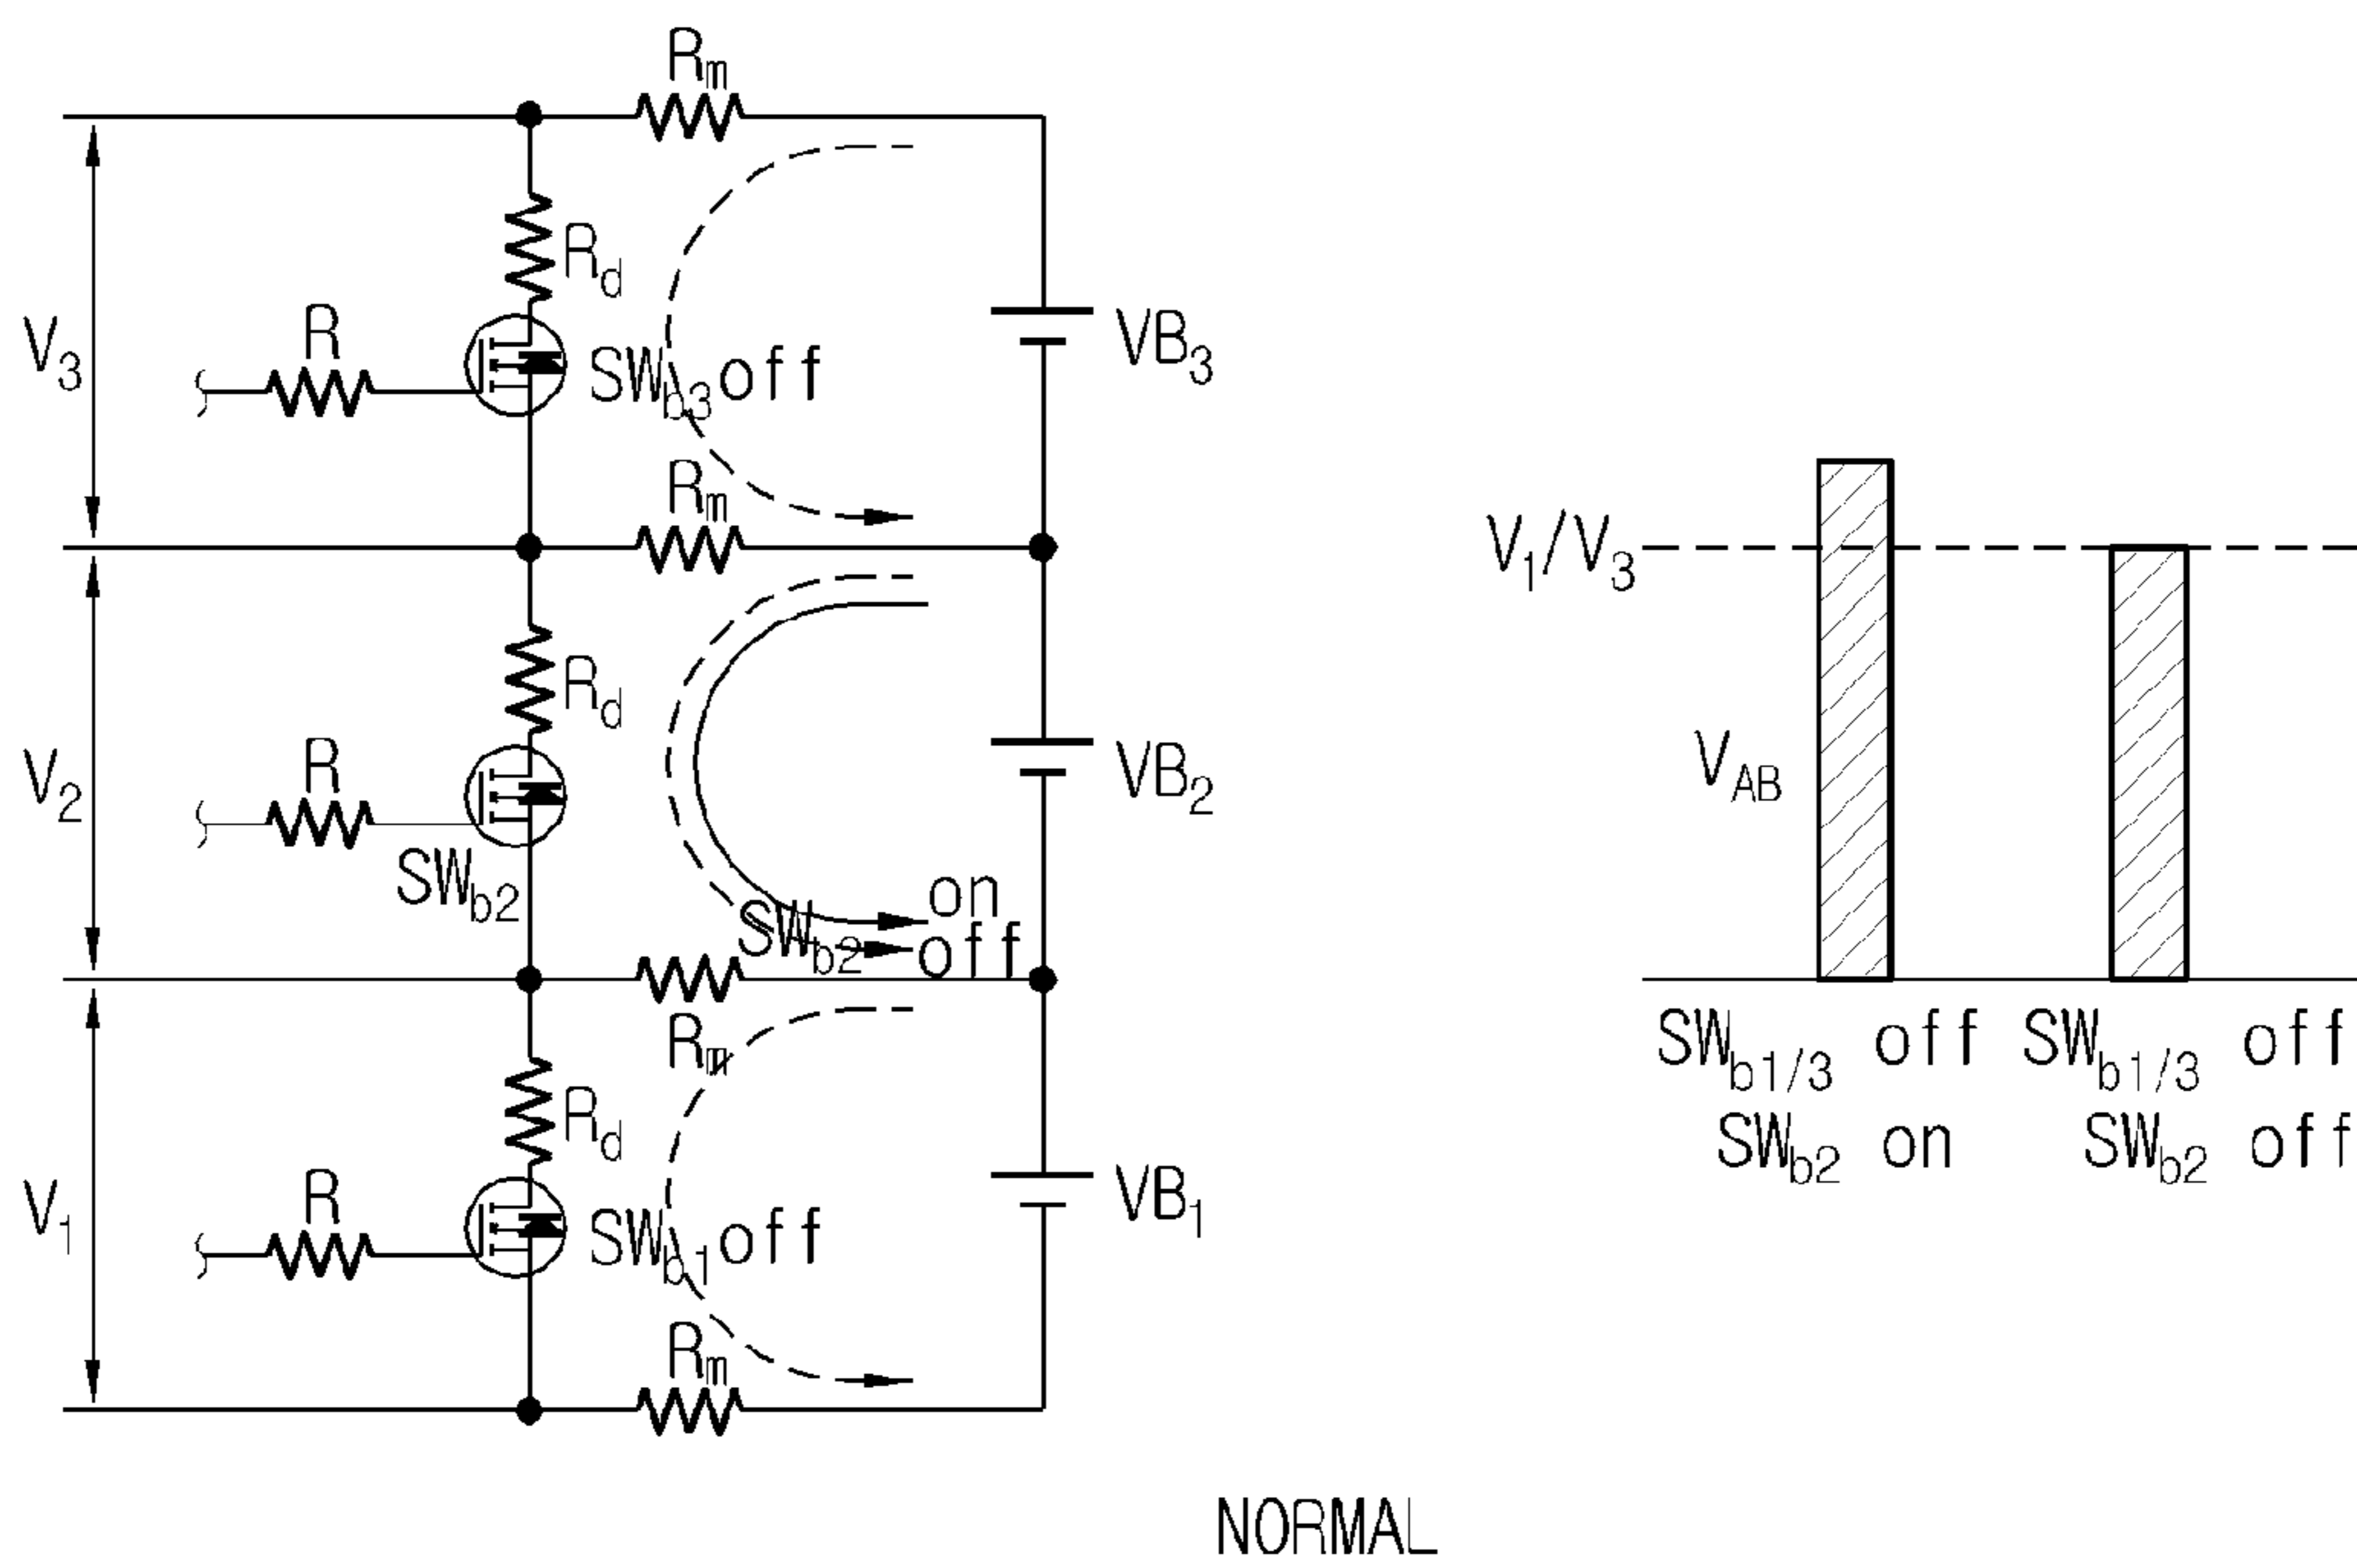 Rm
Rd
V3
R
SWb3 off
VB3
Rm
V1/V3
Rd
V2
R
VB2
VAB
SWb2
on
SWb2 off
Rm
SWb1/3 off SWb1/3 off
SWb2 on SWb2 off
Rd
V1
R
SWb1 off
VB1
Rm
NORMAL